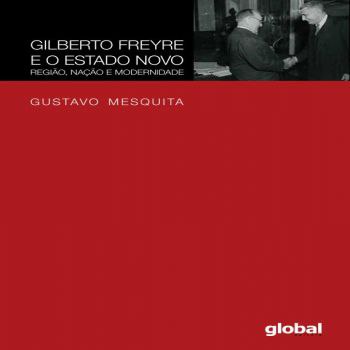 GILBERTO FREYRE
E O ESTADO NOVO
REGIÃO, NAÇÃO E MODERNIDADE
GUSTAVO MESQUITA
global